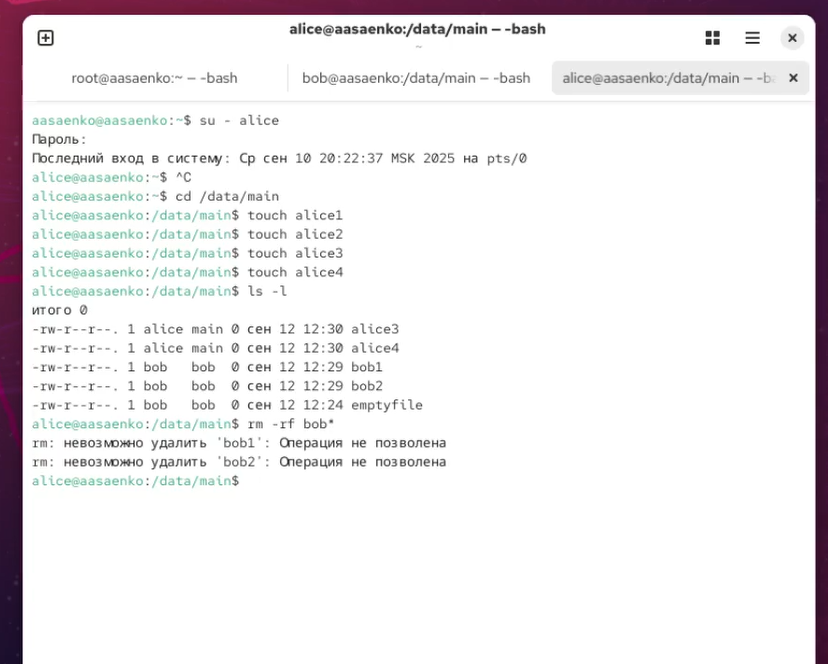 alice@aasaenko:/data/main — -bash
~
root@aasaenko:~ — -bash
bob@aasaenko:/data/main — -bash
alice@aasaenko:/data/main — -b
aasaenko@aasaenko:~$ su - alice
Пароль:
Последний вход в систему: Ср сен 10 20:22:37 MSK 2025 на pts/0
alice@aasaenko:~$ ^C
alice@aasaenko:~$ cd /data/main
alice@aasaenko:/data/main$ touch alice1
alice@aasaenko:/data/main$ touch alice2
alice@aasaenko:/data/main$ touch alice3
alice@aasaenko:/data/main$ touch alice4
alice@aasaenko:/data/main$ ls -l
итого 0
-rw-r--r--. 1 alice main 0 сен 12 12:30 alice3
-rw-r--r--. 1 alice main 0 сен 12 12:30 alice4
-rw-r--r--. 1 bob   bob  0 сен 12 12:29 bob1
-rw-r--r--. 1 bob   bob  0 сен 12 12:29 bob2
-rw-r--r--. 1 bob   bob  0 сен 12 12:24 emptyfile
alice@aasaenko:/data/main$ rm -rf bob*
rm: невозможно удалить 'bob1': Операция не позволена
rm: невозможно удалить 'bob2': Операция не позволена
alice@aasaenko:/data/main$